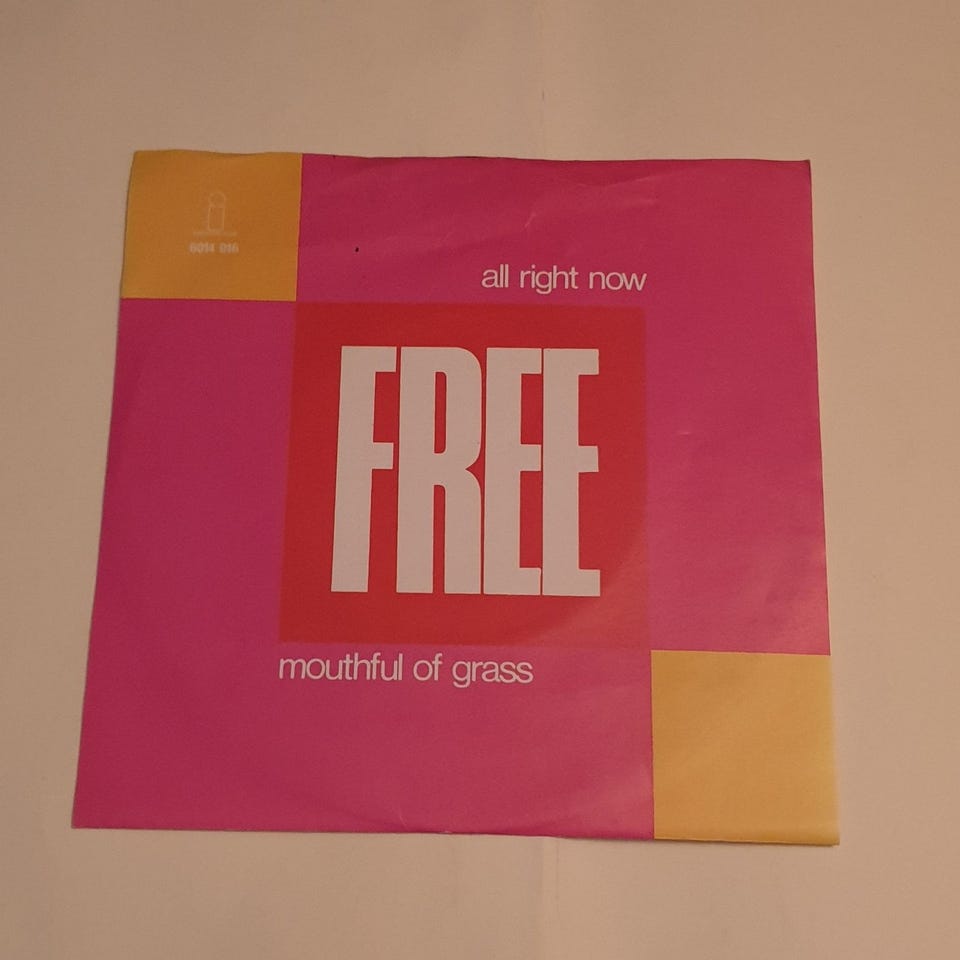 6014 016
all right now
FREE
mouthful of grass